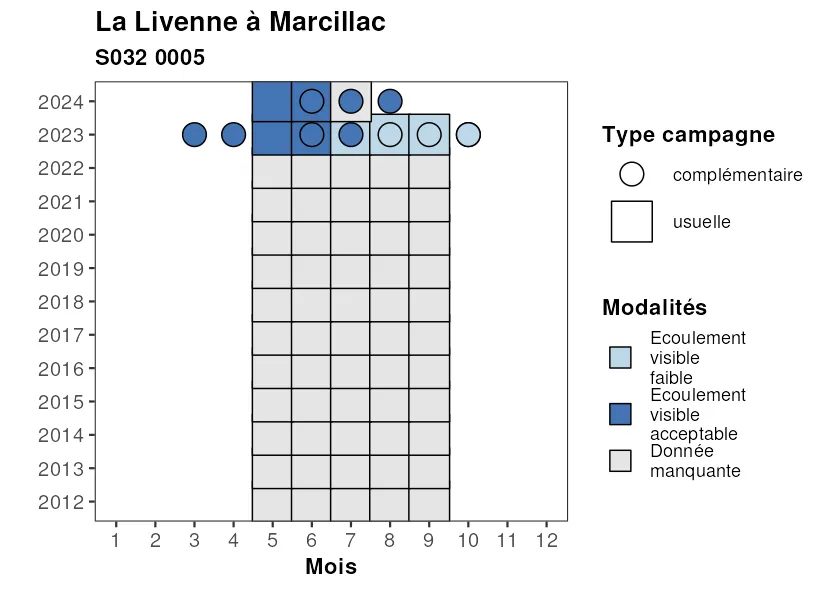 La Livenne à Marcillac
S032 0005
2024
2023
2022
2021
2020
2019
2018
2017
2016
2015
2014
2013
2012
1 2 3 4 5 6 7 8 9 10 11 12
Mois
Type campagne
complémentaire
usuelle
Modalités
Ecoulement
visible
faible
Ecoulement
visible
acceptable
Donnée
manquante